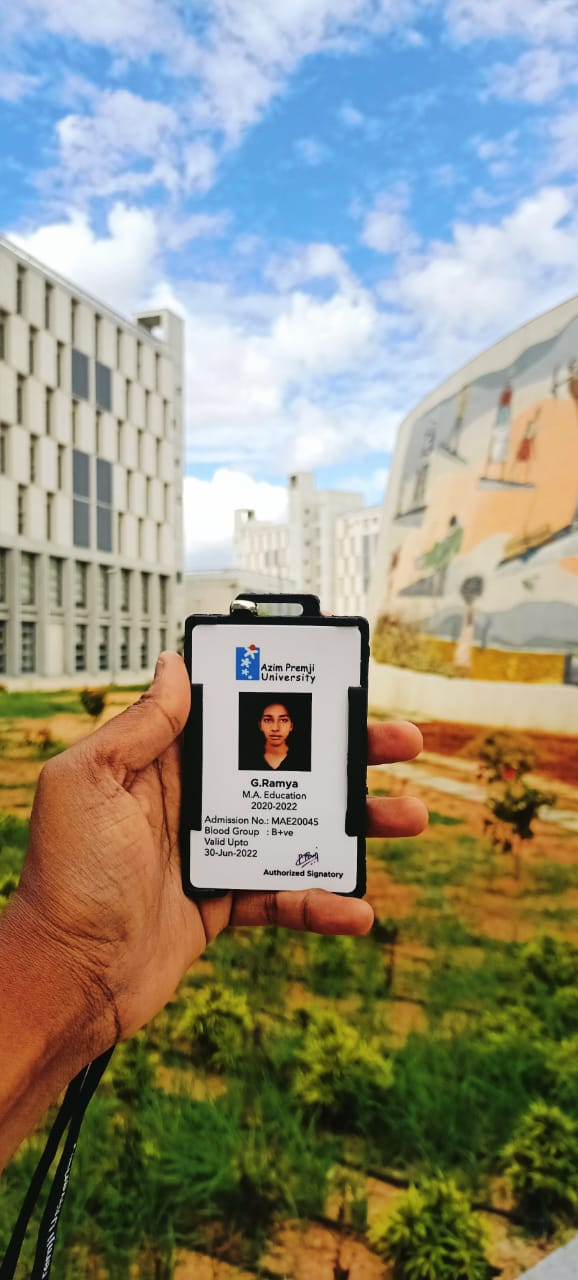 Azim Premji
University
G.Ramya
M.A. Education
2020-2022
Admission No.: MAE20045
Blood Group : B+ve
Valid Upto
30-Jun-2022
Authorized Signatory